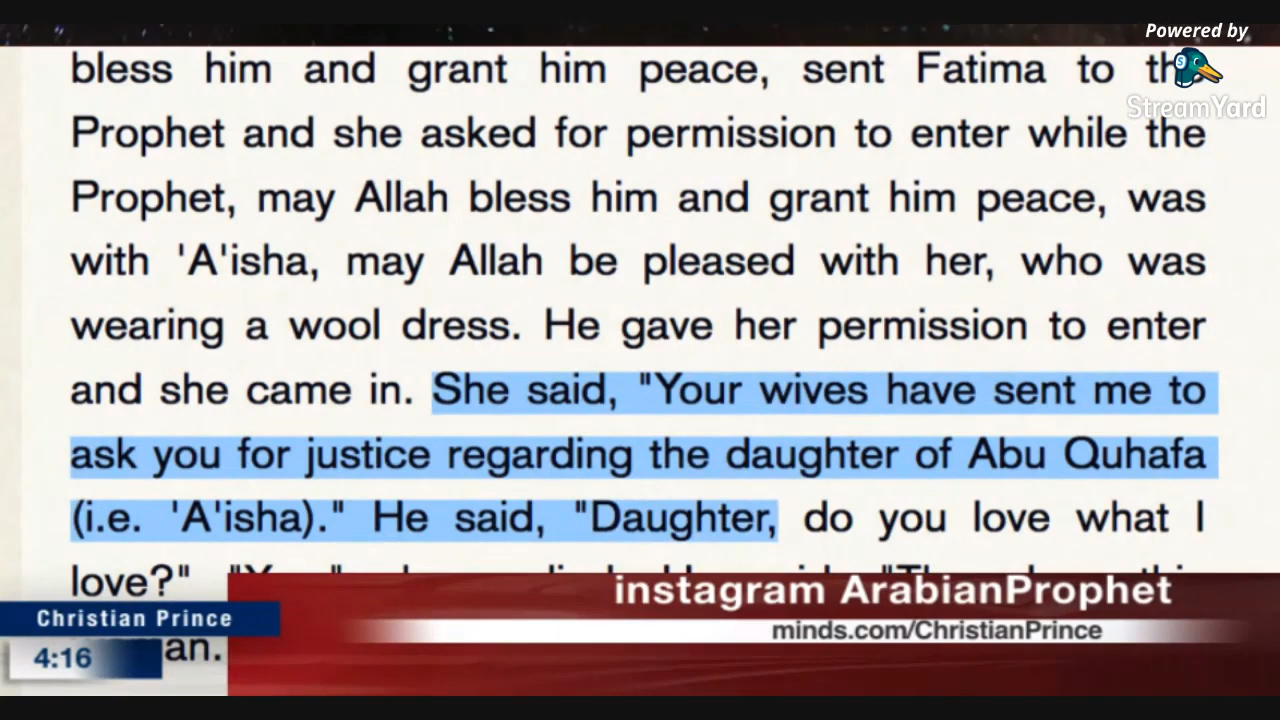 Powered by
StreamYard
bless him and grant him peace, sent Fatima to the
Prophet and she asked for permission to enter while the
Prophet, may Allah bless him and grant him peace, was
with 'A'isha, may Allah be pleased with her, who was
wearing a wool dress. He gave her permission to enter
and she came in. She said, "Your wives have sent me to
ask you for justice regarding the daughter of Abu Quhafa
(i.e. 'A'isha)." He said, "Daughter, do you love what I
love?"
an.
instagram ArabianProphet
minds.com/ChristianPrince
Christian Prince
4:16